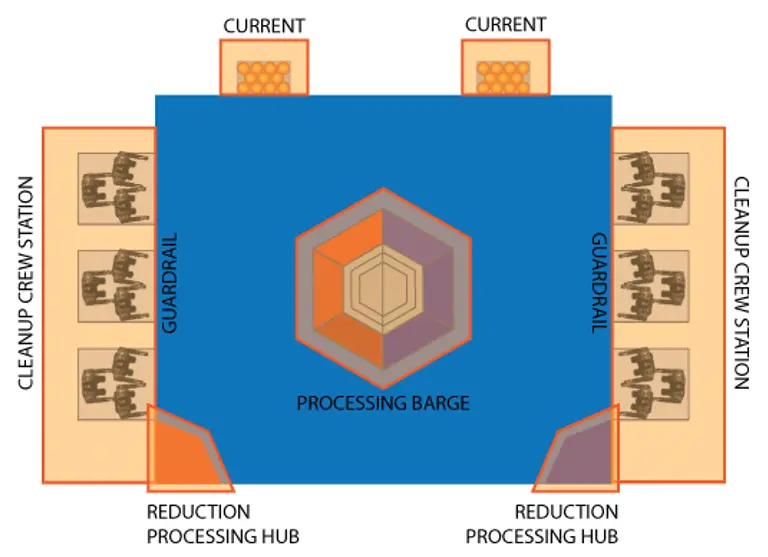 CURRENT
CURRENT
CLEANUP CREW STATION
GUARDRAIL
GUARDRAIL
CLEANUP CREW STATION
PROCESSING BARGE
REDUCTION
PROCESSING HUB
REDUCTION
PROCESSING HUB